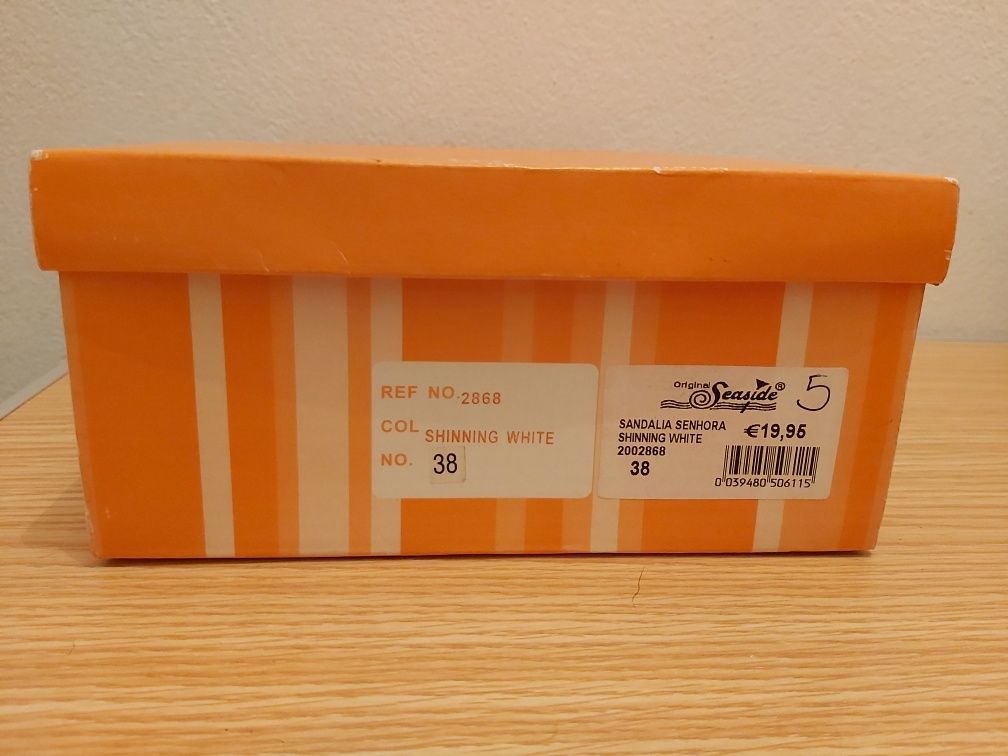 REF NO. 2868
COL SHINNING WHITE
NO. 38
Original Seaside ® 5
SANDALIA SENHORA €19,95
SHINNING WHITE
2002868
38
0 039480 506115